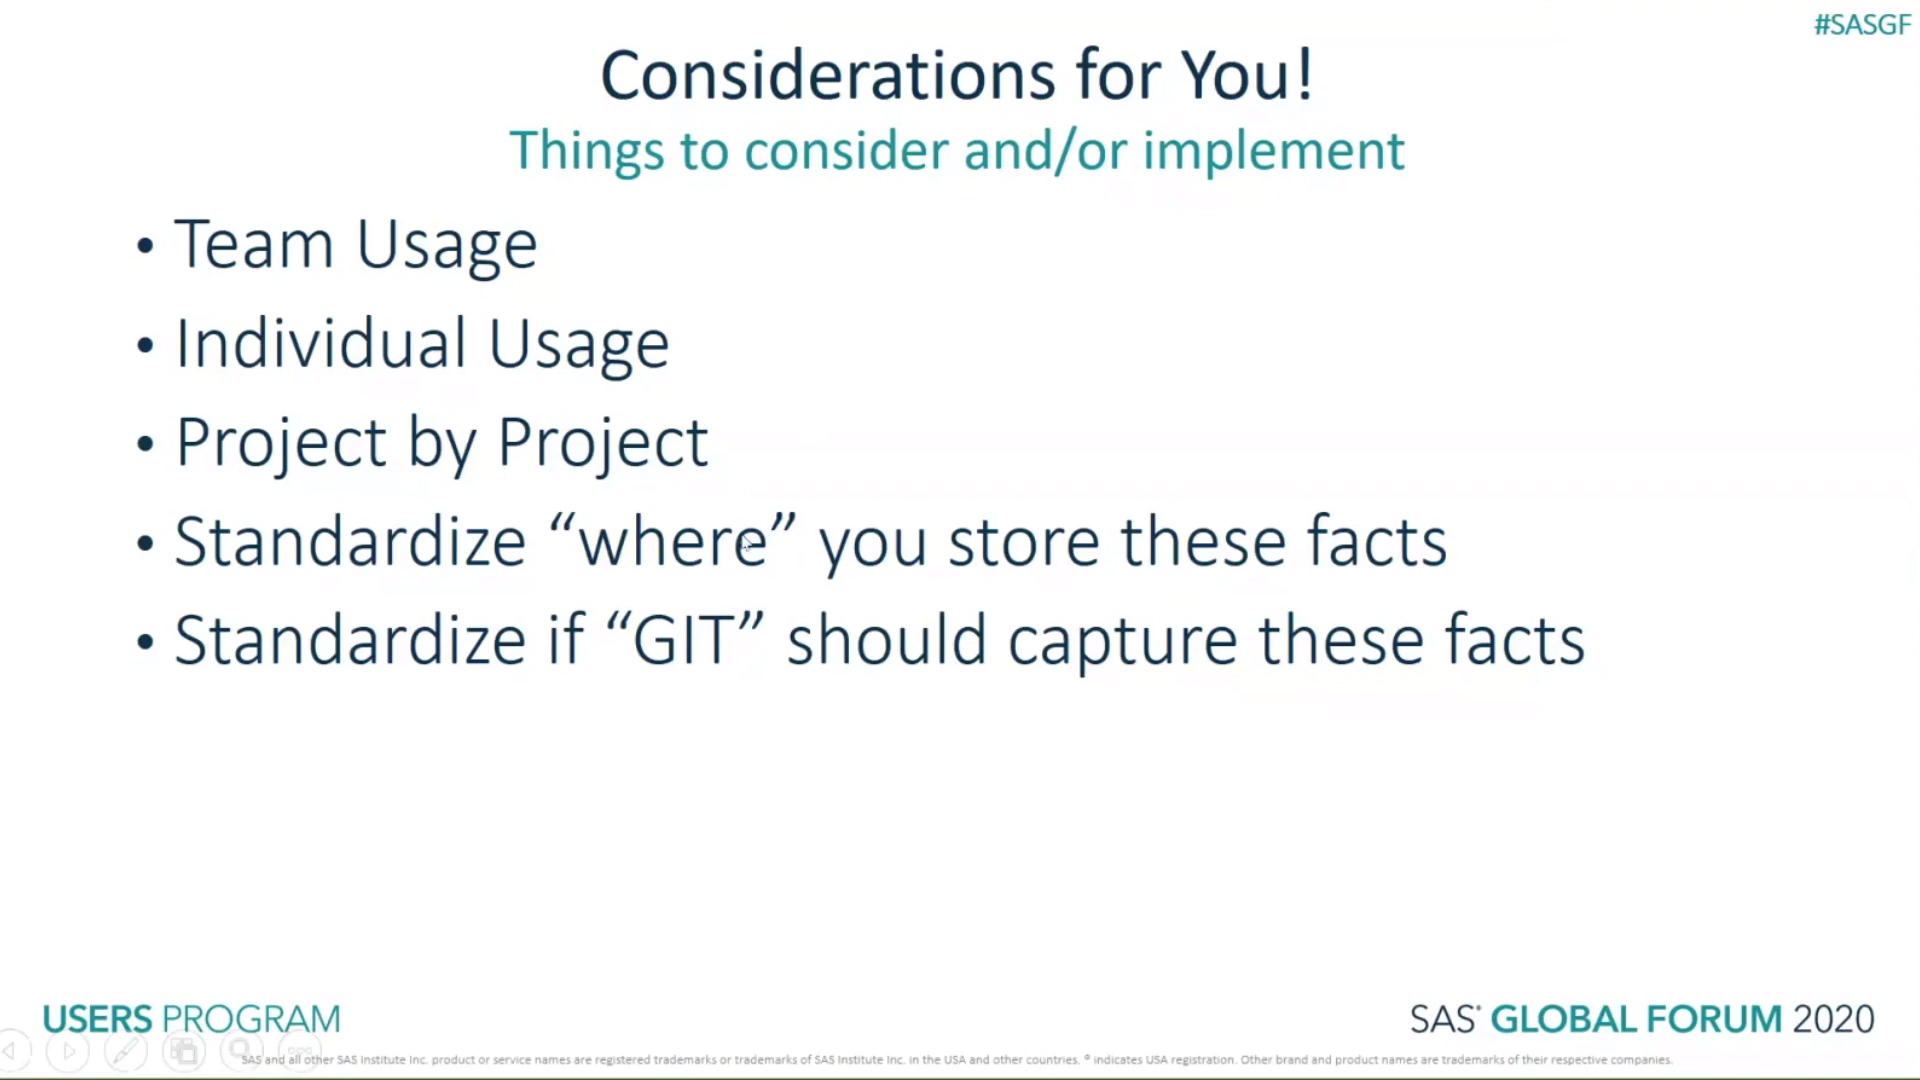 #SASGF
Considerations for You!
Things to consider and/or implement
• Team Usage
• Individual Usage
• Project by Project
• Standardize “where” you store these facts
• Standardize if “GIT” should capture these facts
USERS PROGRAM
SAS® GLOBAL FORUM 2020
SAS and all other SAS Institute Inc. product or service names are registered trademarks or trademarks of SAS Institute Inc. in the USA and other countries. ® indicates USA registration. Other brand and product names are trademarks of their respective companies.